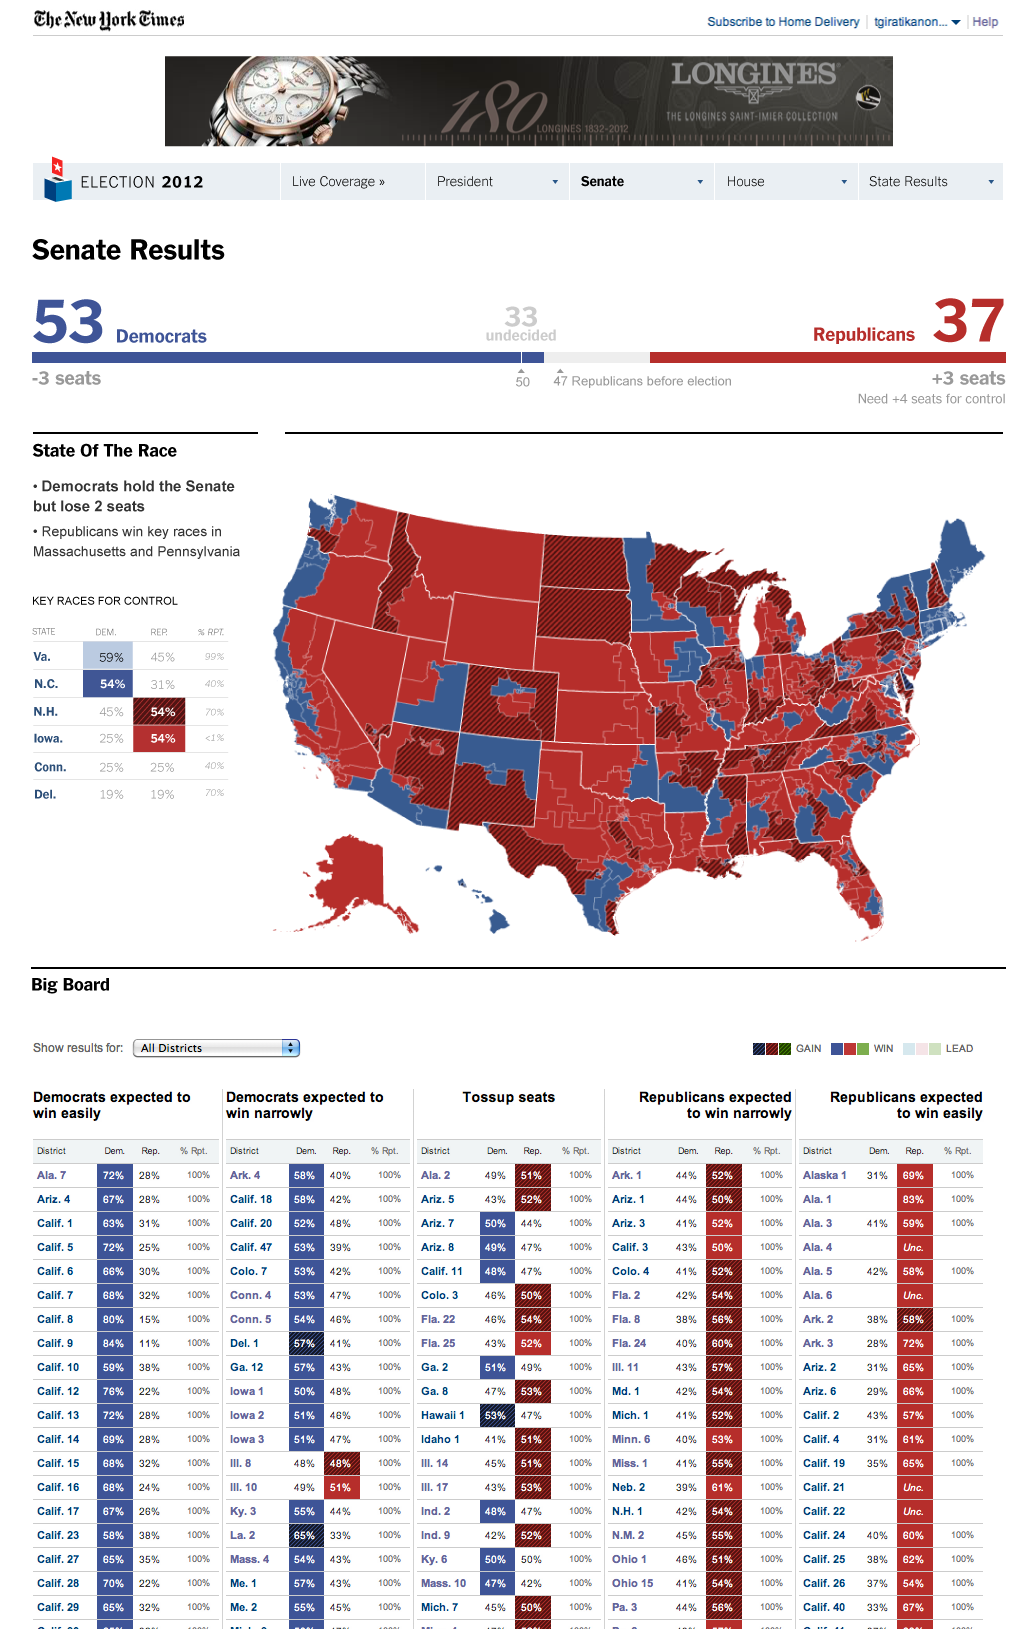 The New York Times
Subscribe to Home Delivery tgiratikanon... Help
180 LONGINES 1832-2012
LONGINES
THE LONGINES SAINT-IMIER COLLECTION
ELECTION 2012 Live Coverage » President Senate House State Results
Senate Results
53 Democrats 33 undecided Republicans 37
-3 seats 50 47 Republicans before election +3 seats
Need +4 seats for control
State Of The Race
• Democrats hold the Senate
but lose 2 seats
• Republicans win key races in
Massachusetts and Pennsylvania
KEY RACES FOR CONTROL
STATE DEM. REP. % RPT.
Va. 59% 45% 99%
N.C. 54% 31% 40%
N.H. 45% 54% 70%
Iowa. 25% 54% <1%
Conn. 25% 25% 40%
Del. 19% 19% 70%
Big Board
Show results for: All Districts GAIN WIN LEAD
Democrats expected to win easily
District Dem. Rep. % Rpt.
Ala. 7 72% 28% 100%
Ariz. 4 67% 28% 100%
Calif. 1 63% 31% 100%
Calif. 5 72% 25% 100%
Calif. 6 66% 30% 100%
Calif. 7 68% 32% 100%
Calif. 8 80% 15% 100%
Calif. 9 84% 11% 100%
Calif. 10 59% 38% 100%
Calif. 12 76% 22% 100%
Calif. 13 72% 28% 100%
Calif. 14 69% 28% 100%
Calif. 15 68% 32% 100%
Calif. 16 68% 24% 100%
Calif. 17 67% 26% 100%
Calif. 23 58% 38% 100%
Calif. 27 65% 35% 100%
Calif. 28 70% 22% 100%
Calif. 29 65% 32% 100%
Democrats expected to win narrowly
District Dem. Rep. % Rpt.
Ark. 4 58% 40% 100%
Calif. 18 58% 42% 100%
Calif. 20 52% 48% 100%
Calif. 47 53% 39% 100%
Colo. 7 53% 42% 100%
Conn. 4 53% 47% 100%
Conn. 5 54% 46% 100%
Del. 1 57% 41% 100%
Ga. 12 57% 43% 100%
Iowa 1 50% 48% 100%
Iowa 2 51% 46% 100%
Iowa 3 51% 47% 100%
Ill. 8 48% 48% 100%
Ill. 10 49% 51% 100%
Ky. 3 55% 44% 100%
La. 2 65% 33% 100%
Mass. 4 54% 43% 100%
Me. 1 57% 43% 100%
Me. 2 55% 45% 100%
Tossup seats
District Dem. Rep. % Rpt.
Ala. 2 49% 51% 100%
Ariz. 5 43% 52% 100%
Ariz. 7 50% 44% 100%
Ariz. 8 49% 47% 100%
Calif. 11 48% 47% 100%
Colo. 3 46% 50% 100%
Fla. 22 46% 54% 100%
Fla. 25 43% 52% 100%
Ga. 2 51% 49% 100%
Ga. 8 47% 53% 100%
Hawaii 1 53% 47% 100%
Idaho 1 41% 51% 100%
Ill. 14 45% 51% 100%
Ill. 17 43% 53% 100%
Ind. 2 48% 47% 100%
Ind. 9 42% 52% 100%
Ky. 6 50% 50% 100%
Mass. 10 47% 42% 100%
Mich. 7 45% 50% 100%
Republicans expected to win narrowly
District Dem. Rep. % Rpt.
Ark. 1 44% 52% 100%
Ariz. 1 44% 50% 100%
Ariz. 3 41% 52% 100%
Calif. 3 43% 50% 100%
Colo. 4 41% 52% 100%
Fla. 2 42% 54% 100%
Fla. 8 38% 56% 100%
Fla. 24 40% 60% 100%
Ill. 11 43% 57% 100%
Md. 1 42% 54% 100%
Mich. 1 41% 52% 100%
Minn. 6 40% 53% 100%
Miss. 1 41% 55% 100%
Neb. 2 39% 61% 100%
N.H. 1 42% 54% 100%
N.M. 2 45% 55% 100%
Ohio 1 46% 51% 100%
Ohio 15 41% 54% 100%
Pa. 3 44% 56% 100%
Republicans expected to win easily
District Dem. Rep. % Rpt.
Alaska 1 31% 69% 100%
Ala. 1 83% 100%
Ala. 3 41% 59% 100%
Ala. 4 Unc.
Ala. 5 42% 58% 100%
Ala. 6 Unc.
Ark. 2 38% 58% 100%
Ark. 3 28% 72% 100%
Ariz. 2 31% 65% 100%
Ariz. 6 29% 66% 100%
Calif. 2 43% 57% 100%
Calif. 4 31% 61% 100%
Calif. 19 35% 65% 100%
Calif. 21 Unc.
Calif. 22 Unc.
Calif. 24 40% 60% 100%
Calif. 25 38% 62% 100%
Calif. 26 37% 54% 100%
Calif. 40 33% 67% 100%